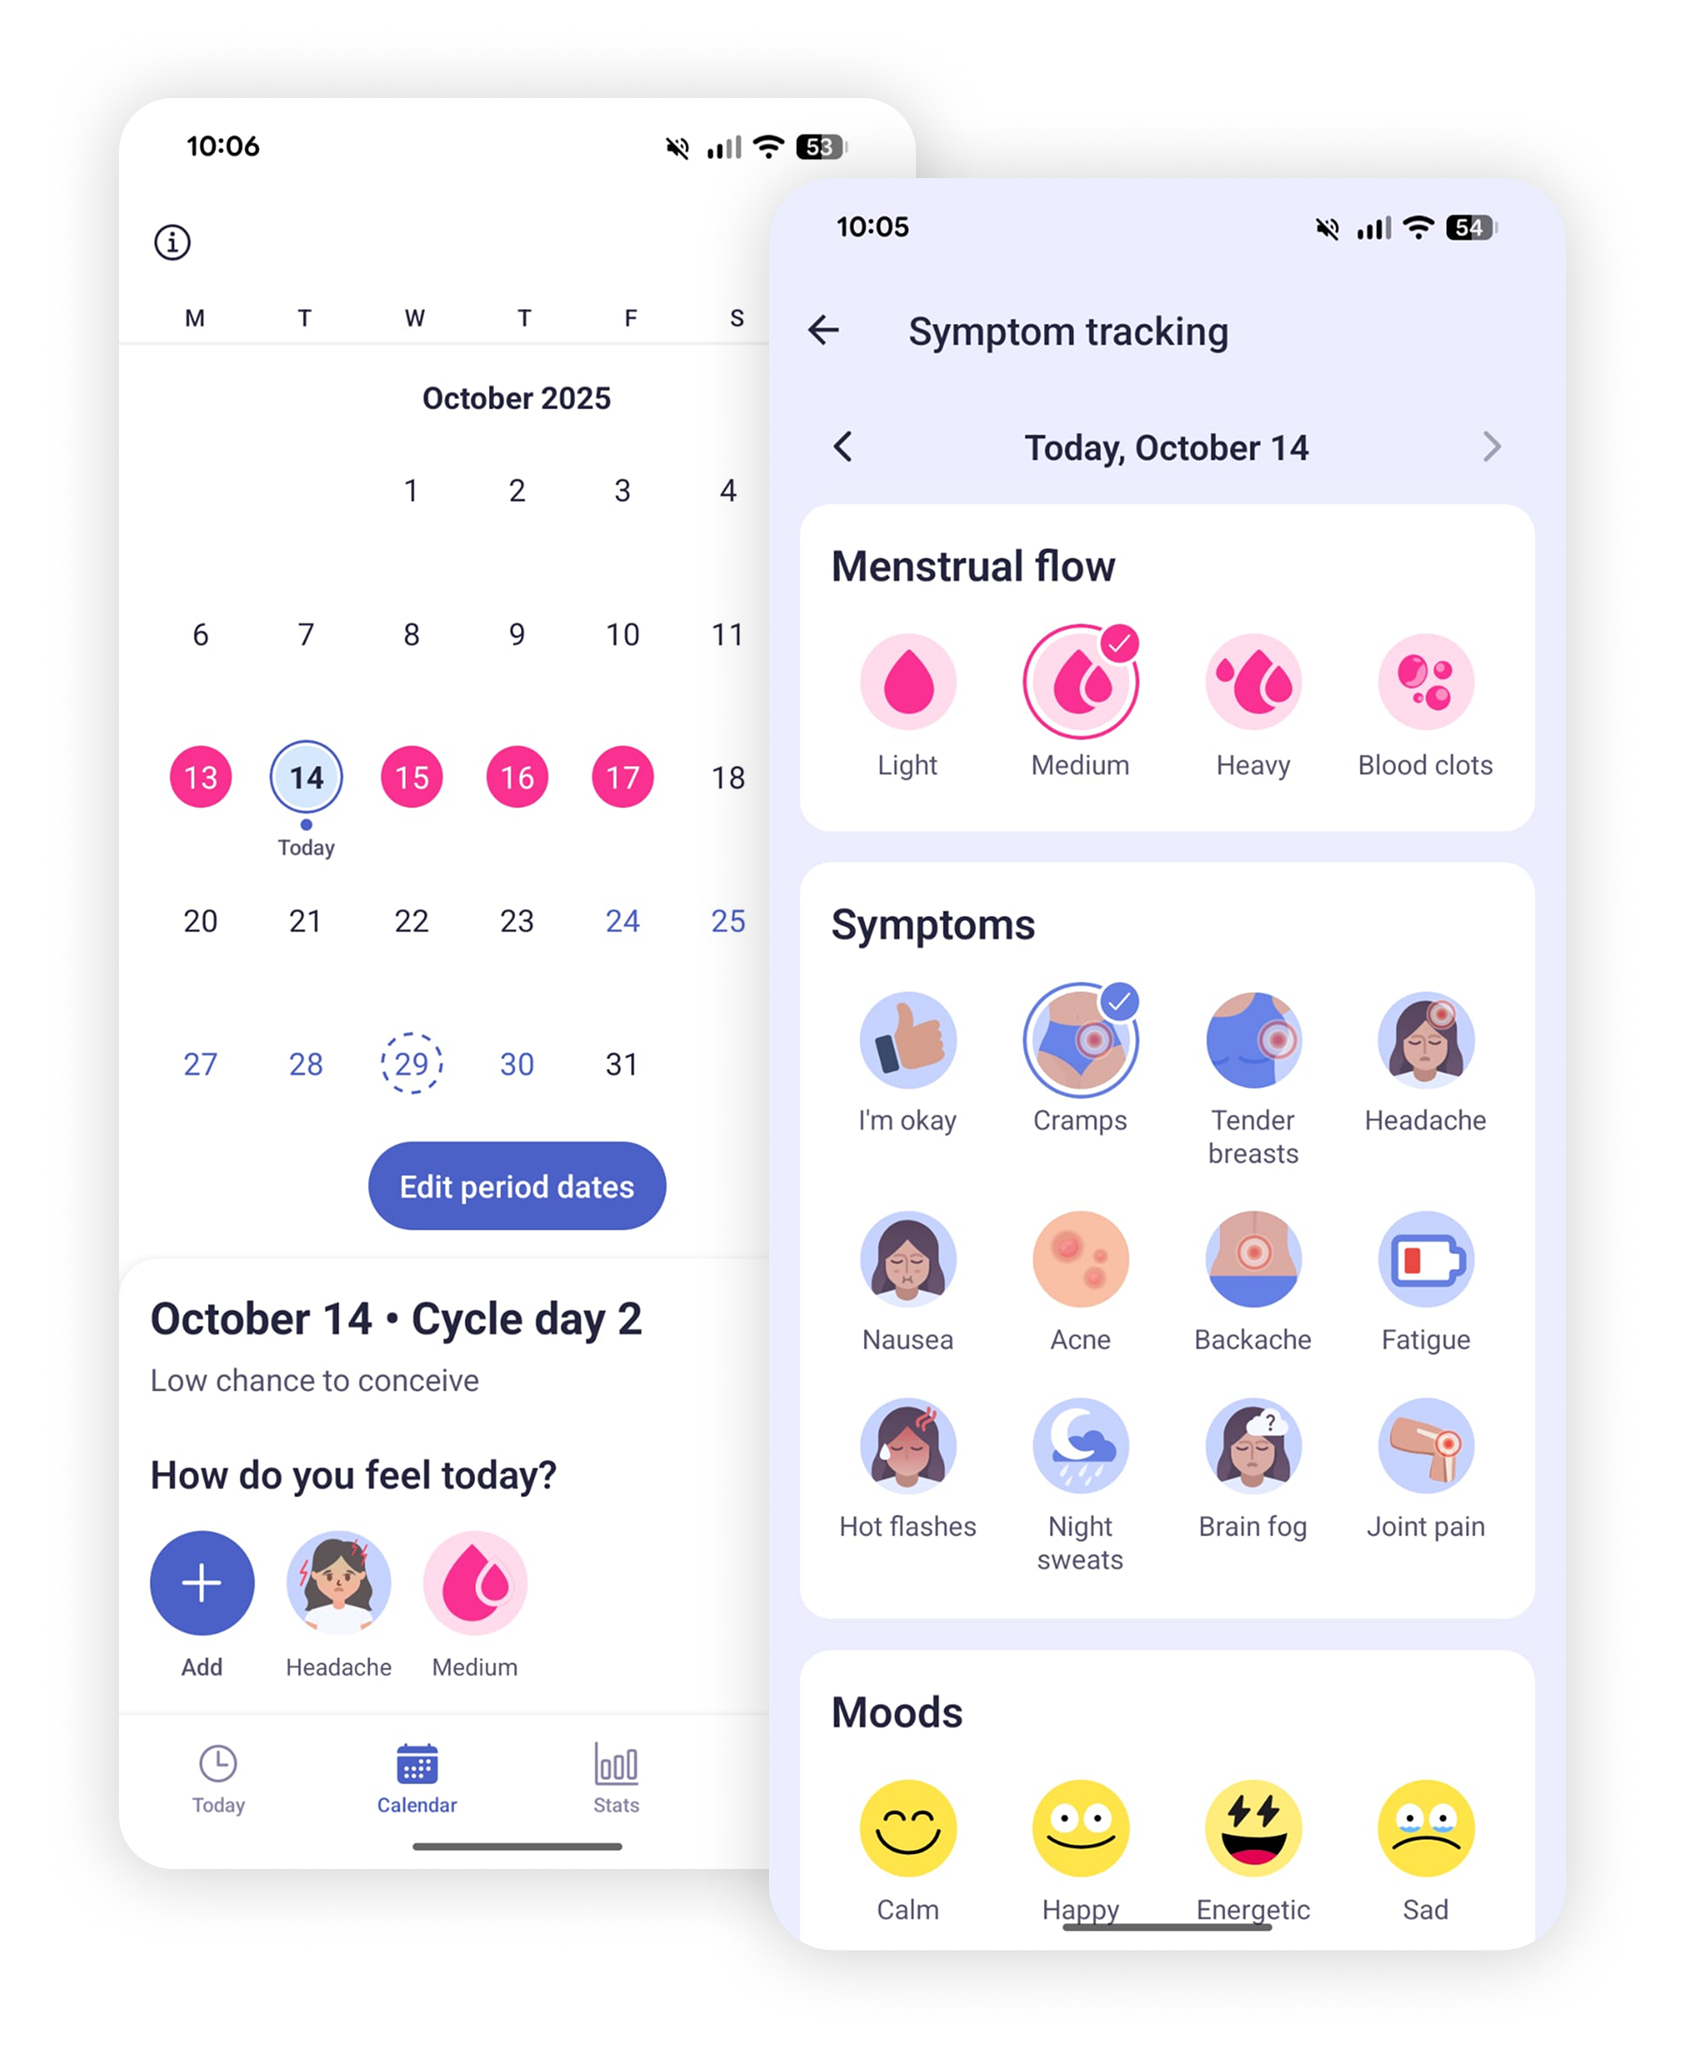 10:06
53
M T W T F S
October 2025
1 2 3 4
6 7 8 9 10 11
13 14 15 16 17 18
Today
20 21 22 23 24 25
27 28 29 30 31
Edit period dates
October 14 • Cycle day 2
Low chance to conceive
How do you feel today?
Add Headache Medium
Today Calendar Stats
10:05
54
Symptom tracking
Today, October 14
Menstrual flow
Light Medium Heavy Blood clots
Symptoms
I'm okay Cramps Tender Headache
breasts
Nausea Acne Backache Fatigue
?
Hot flashes Night Brain fog Joint pain
sweats
Moods
Calm Happy Energetic Sad